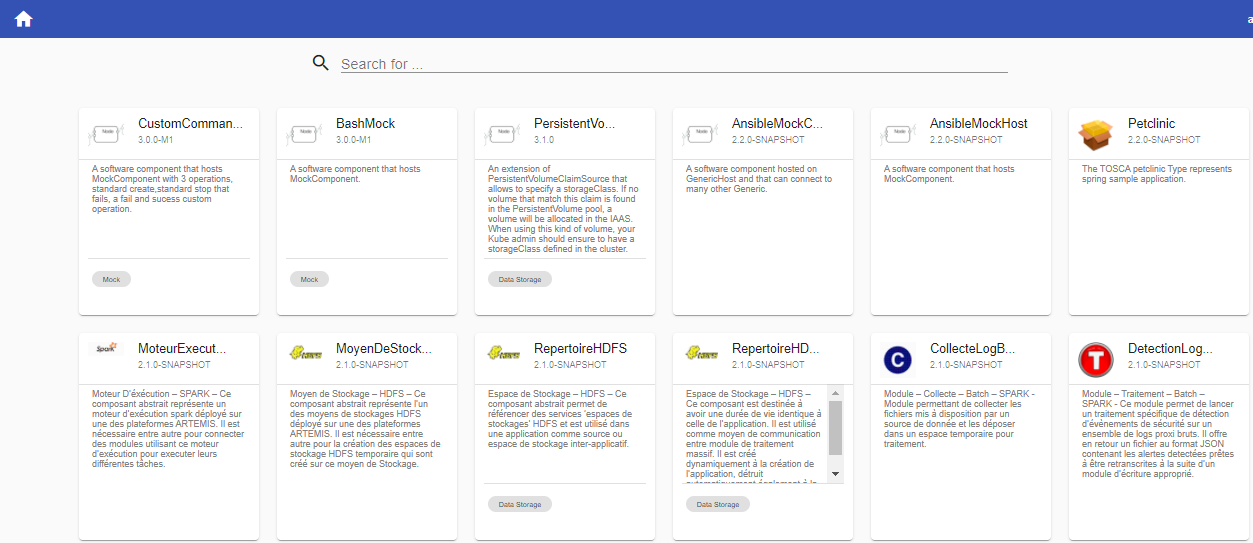 a
Search for ...
CustomComman...
3.0.0-M1
A software component that hosts
MockComponent with 3 operations,
standard create,standard stop that
fails, a fail and sucess custom
operation.
Mock
BashMock
3.0.0-M1
A software component that hosts
MockComponent.
Mock
PersistentVo...
3.1.0
An extension of
PersistentVolumeClaimSource that
allows to specify a storageClass. If no
volume that match this claim is found
in the PersistentVolume pool, a
volume will be allocated in the IAAS.
When using this kind of volume, your
Kube admin should ensure to have a
storageClass defined in the cluster.
Data Storage
AnsibleMockC...
2.2.0-SNAPSHOT
A software component hosted on
GenericHost and that can connect to
many other Generic.
AnsibleMockHost
2.2.0-SNAPSHOT
A software component that hosts
MockComponent.
Petclinic
2.2.0-SNAPSHOT
The TOSCA petclinic Type represents
spring sample application.
Node
Node
Node
Node
Node
Spark
MoteurExecut...
2.1.0-SNAPSHOT
Moteur D'éxécution – SPARK – Ce
composant abstrait représente un
moteur d'exécution spark déployé sur
une des plateformes ARTEMIS. Il est
nécessaire entre autre pour connecter
des modules utilisant ce moteur
d'exécution pour executer leurs
différentes tâches.
MoyenDeStock...
2.1.0-SNAPSHOT
Moyen de Stockage – HDFS – Ce
composant abstrait représente l'un
des moyens de stockages HDFS
déployé sur une des plateformes
ARTEMIS. Il est nécessaire entre
autre pour la création des espaces de
stockage HDFS temporaire qui sont
créé sur ce moyen de Stockage.
RepertoireHDFS
2.1.0-SNAPSHOT
Espace de Stockage – HDFS – Ce
composant abstrait permet de
référencer des services 'espaces de
stockages' HDFS et est utilisé dans
une application comme source ou
espace de stockage inter-applicatif.
Data Storage
RepertoireHD...
2.1.0-SNAPSHOT
Espace de Stockage – HDFS –
Ce composant est destinée à
avoir une durée de vie identique à
celle de l'application. Il est utilisé
comme moyen de communication
entre module de traitement
massif. Il est créé
dynamiquement à la création de
l'application, détruit
automatiquement également à la
Data Storage
C
CollecteLogB...
2.1.0-SNAPSHOT
Module – Collecte – Batch – SPARK -
Module permettant de collecter les
fichiers mis à disposition par un
source de donnée et les déposer
dans un espace temporaire pour
traitement.
T
DetectionLog...
2.1.0-SNAPSHOT
Module – Traitement – Batch –
SPARK - Ce module permet de lancer
un traitement spécifique de détection
d'évènements de sécurité sur un
ensemble de logs proxi bruts. Il offre
en retour un fichier au format JSON
contenant les alertes detectées prêtes
à être retranscrites à la suite d'un
module d'écriture approprié.